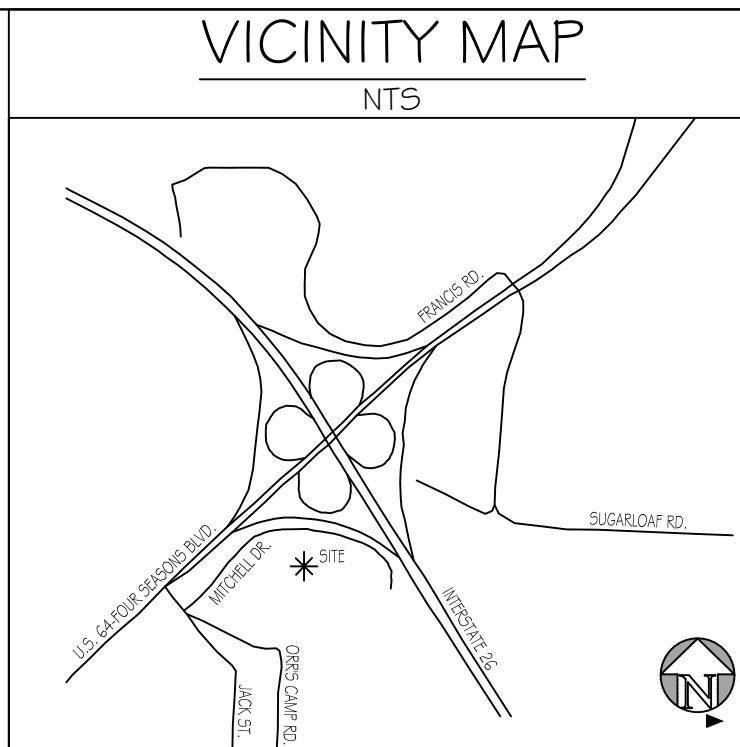 VICINITY MAP
NTS
FRANCIS RD.
SUGARLOAF RD.
U.S. 64-FOUR SEASONS BLVD.
MITCHELL DR.
SITE
INTERSTATE 26
ORRS CAMP RD.
JACK ST.
N